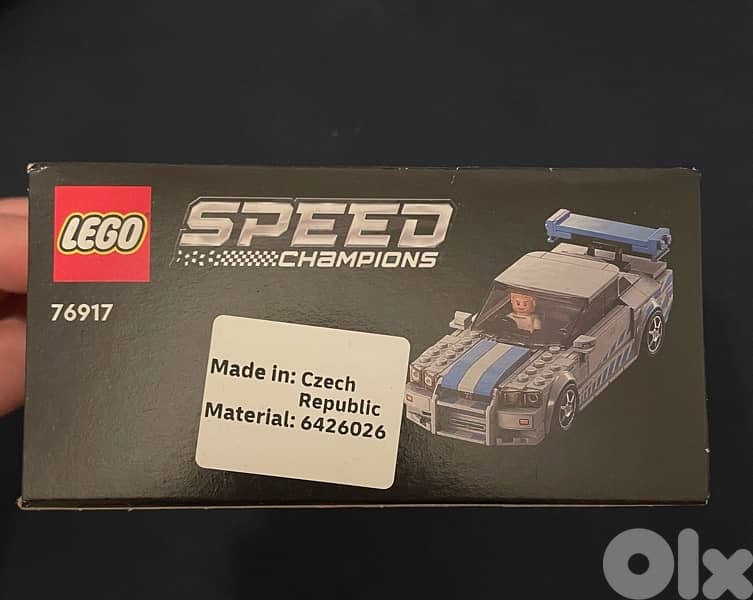 LEGO
SPEED
CHAMPIONS
76917
Made in: Czech
Republic
Material: 6426026
Olx